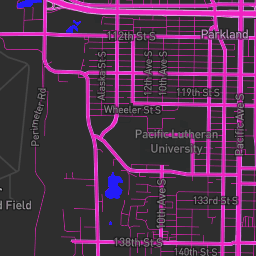 112th St S
Parkland
Alaska St S
12th Ave S
10th Ave S
119th St S
Perimeter Rd
Wheeler St S
Pacific Ave S
Pacific Lutheran
University
10th Ave S
133rd St S
d Field
138th St S
140th St S